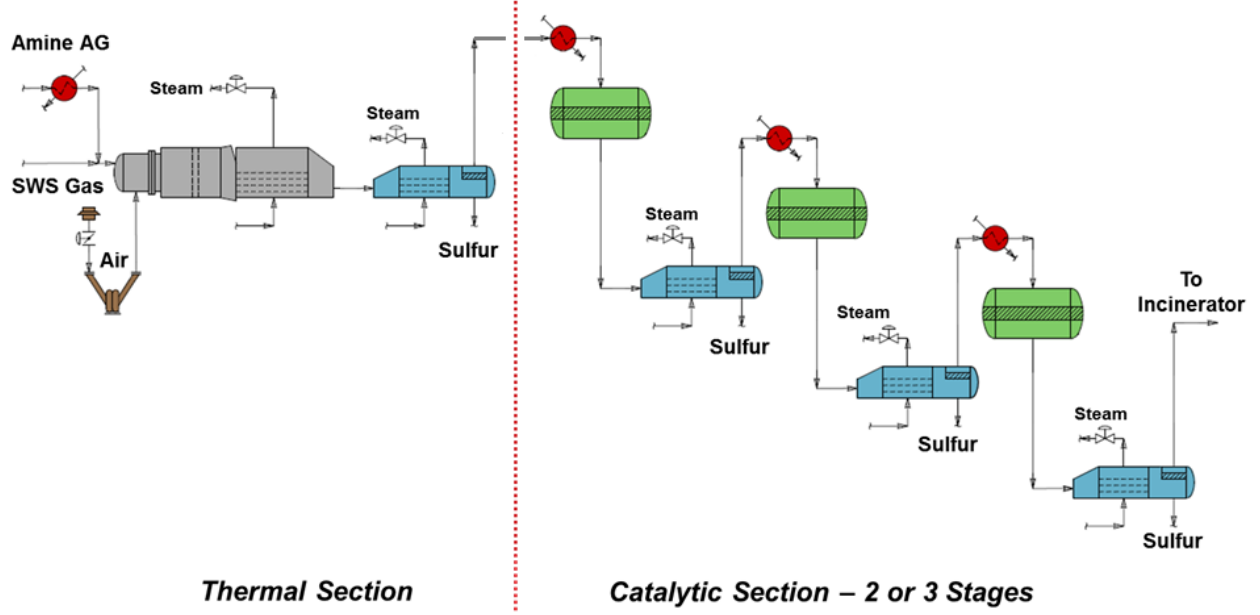 Amine AG
Steam
SWS Gas
Air
Steam
Sulfur
Steam
Sulfur
Steam
Sulfur
To
Incinerator
Steam
Sulfur
Thermal Section
Catalytic Section – 2 or 3 Stages